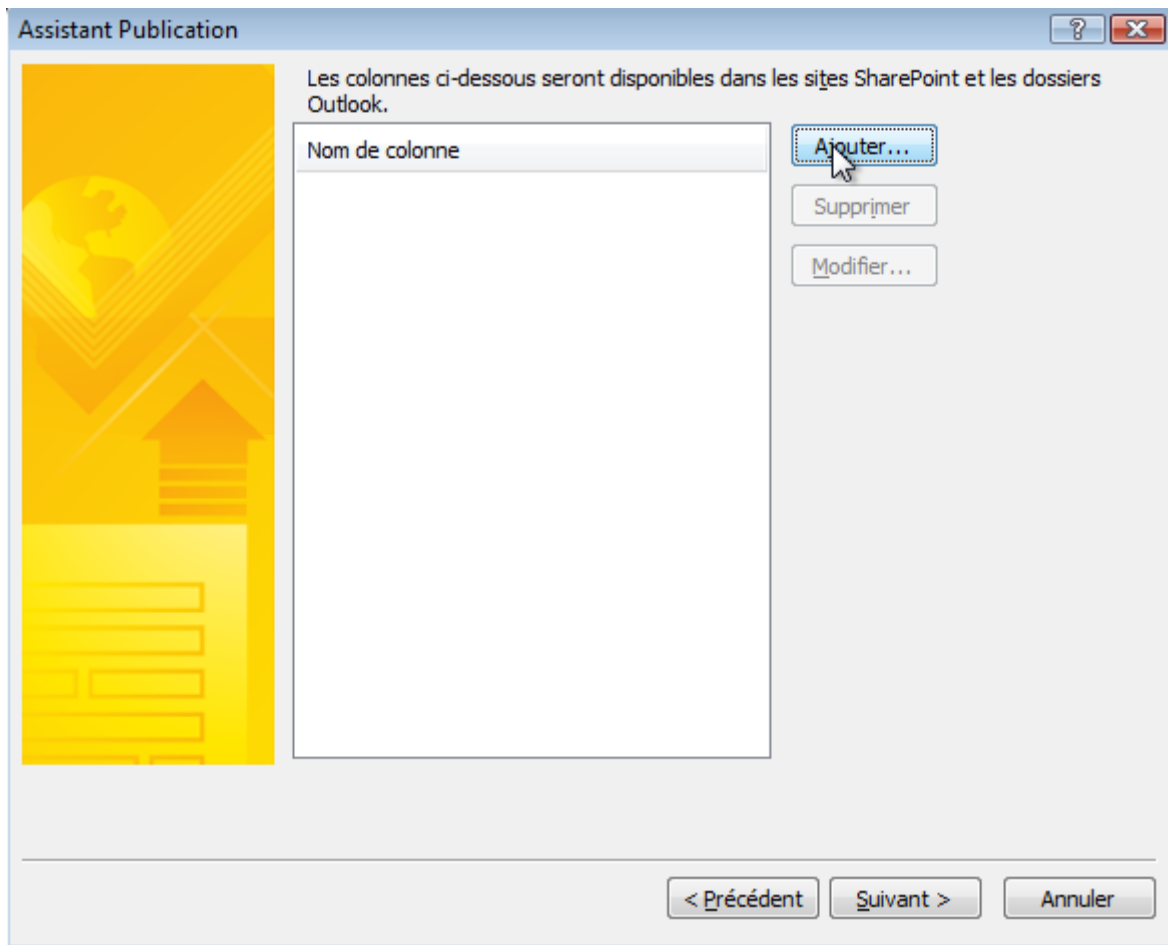 Assistant Publication
?
Les colonnes ci-dessous seront disponibles dans les sites SharePoint et les dossiers
Outlook.
Nom de colonne
Ajouter...
Supprimer
Modifier...
< Précédent
Suivant >
Annuler